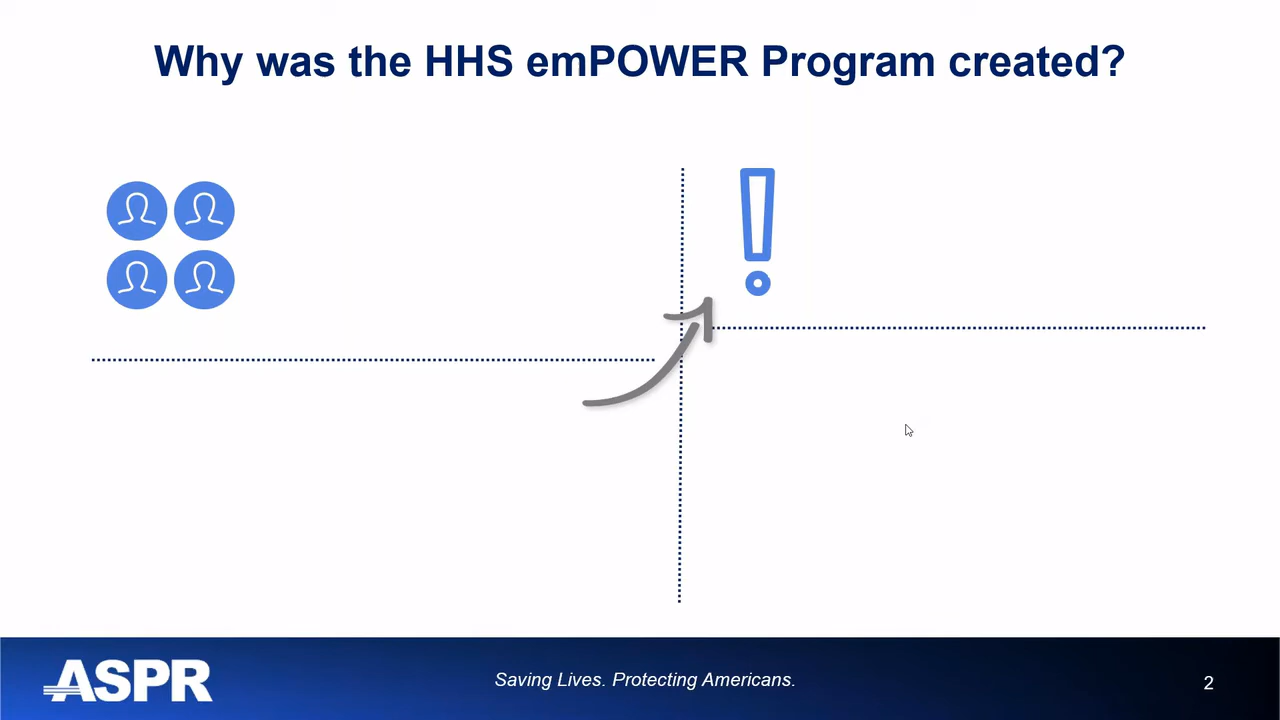 Why was the HHS emPOWER Program created?
ASPR
Saving Lives. Protecting Americans.
2